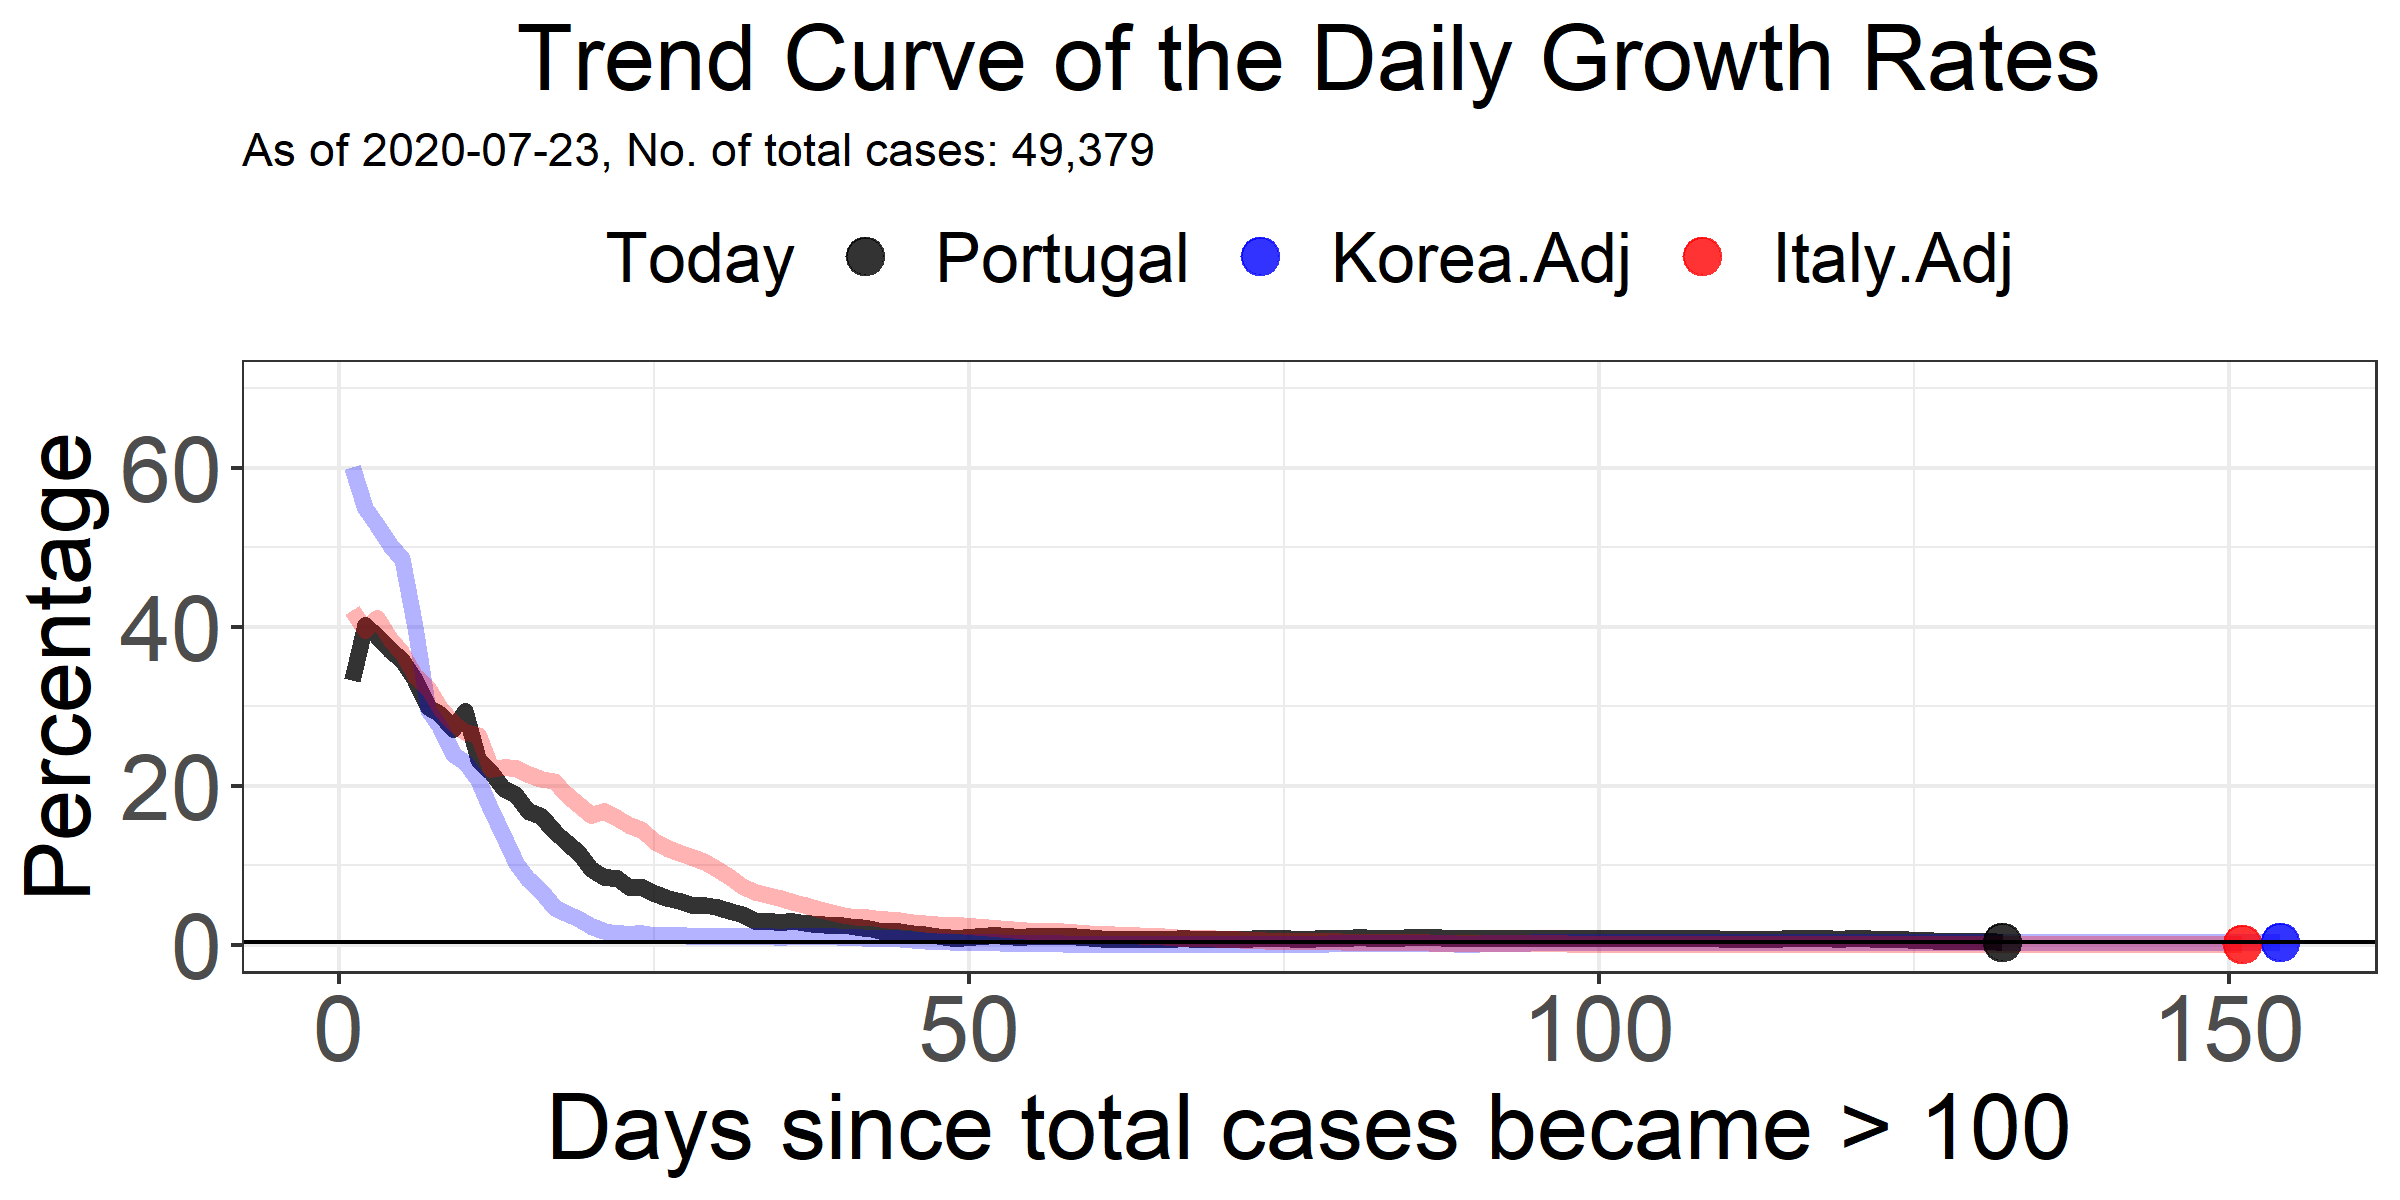 Trend Curve of the Daily Growth Rates
As of 2020-07-23, No. of total cases: 49,379
Today Portugal Korea.Adj Italy.Adj
Percentage
60
40
20
0
0 50 100 150
Days since total cases became > 100